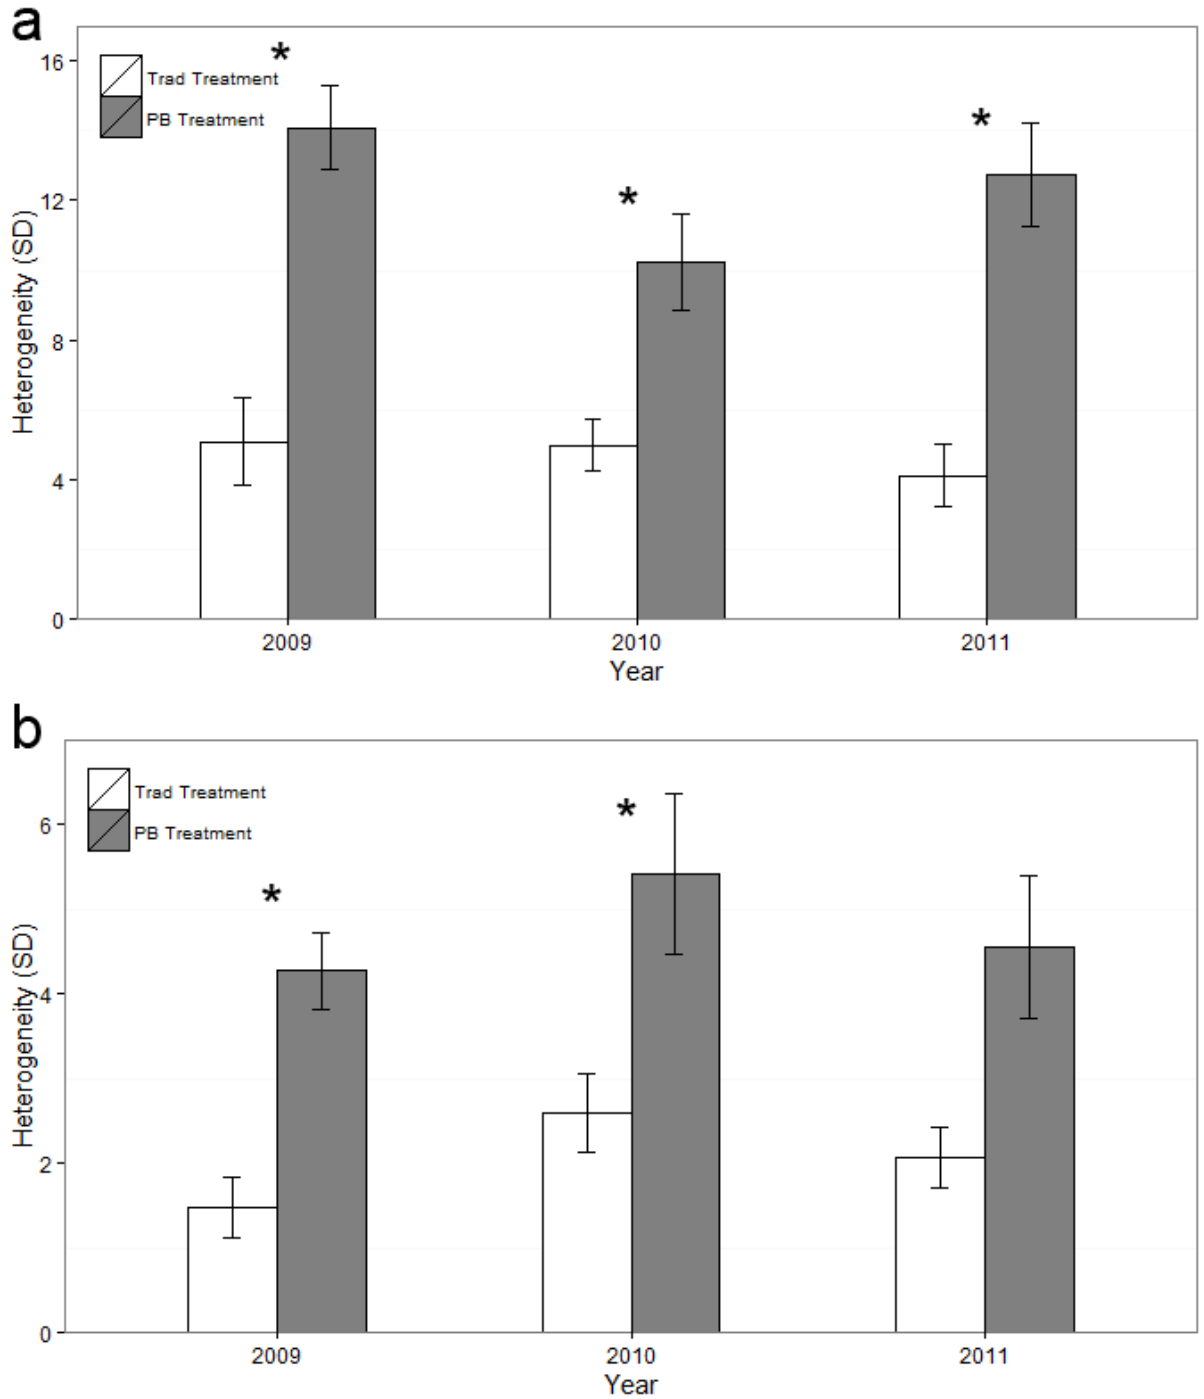 a
Trad Treatment
PB Treatment
*
*
*
16
12
8
4
0
Heterogeneity (SD)
2009
2010
2011
Year
b
Trad Treatment
PB Treatment
*
*
6
4
2
0
Heterogeneity (SD)
2009
2010
2011
Year